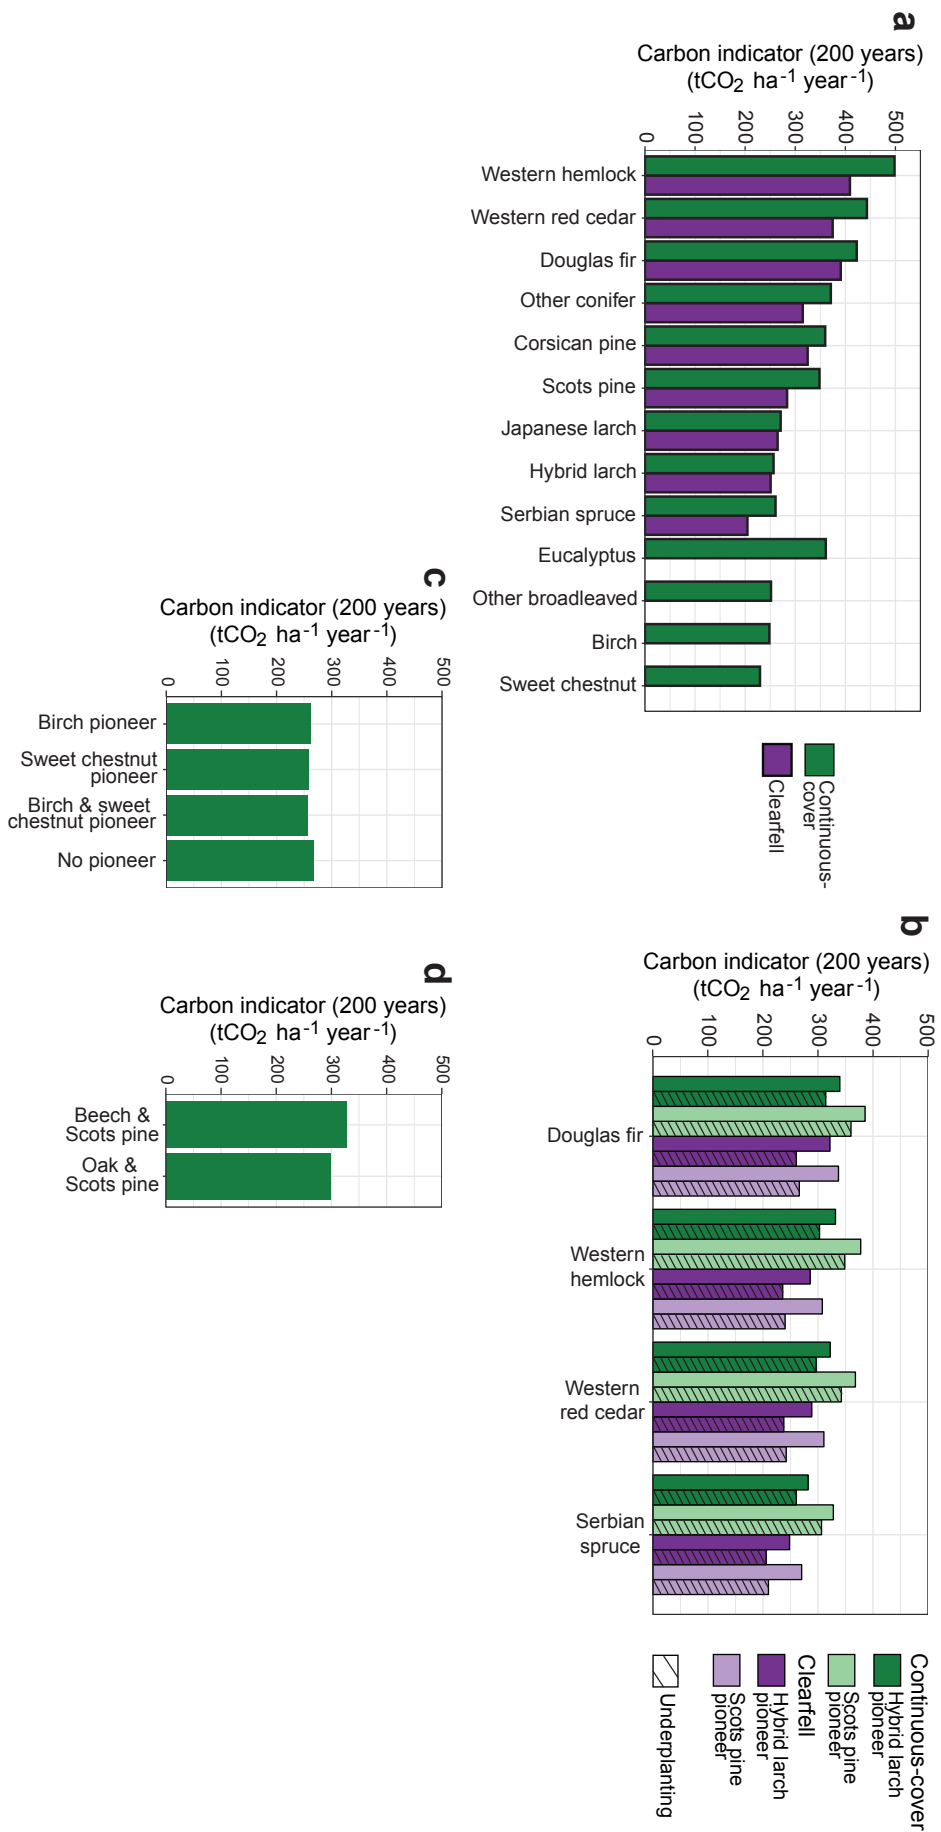 a
Carbon indicator (200 years)
(tCO2 ha-1 year-1)
0
100
200
300
400
500
Western hemlock
Western red cedar
Douglas fir
Other conifer
Corsican pine
Scots pine
Japanese larch
Hybrid larch
Serbian spruce
Eucalyptus
Other broadleaved
Birch
Sweet chestnut
Continuous-
cover
Clearfell
c
Carbon indicator (200 years)
(tCO2 ha-1 year-1)
0
100
200
300
400
500
Birch pioneer
Sweet chestnut
pioneer
Birch & sweet
chestnut pioneer
No pioneer
b
Carbon indicator (200 years)
(tCO2 ha-1 year-1)
0
100
200
300
400
500
Douglas fir
Western
hemlock
Western
red cedar
Serbian
spruce
Continuous-cover
Hybrid larch
pioneer
Scots pine
pioneer
Clearfell
Hybrid larch
pioneer
Scots pine
pioneer
Underplanting
d
Carbon indicator (200 years)
(tCO2 ha-1 year-1)
0
100
200
300
400
500
Beech &
Scots pine
Oak &
Scots pine